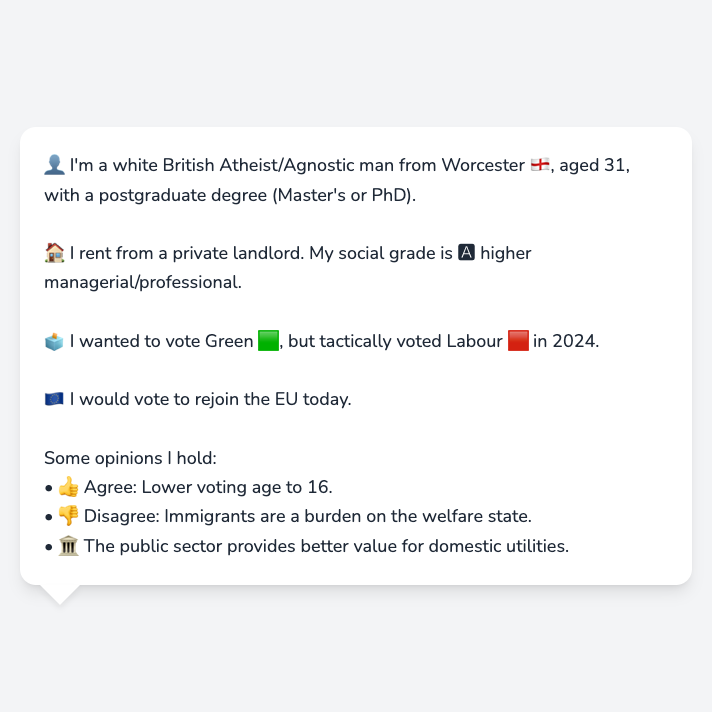 👤 I'm a white British Atheist/Agnostic man from Worcester 🏴󠁧󠁢󠁥󠁮󠁧󠁿, aged 31,
with a postgraduate degree (Master's or PhD).
🏠 I rent from a private landlord. My social grade is 🅰 higher
managerial/professional.
🗳️ I wanted to vote Green 🟩, but tactically voted Labour 🟥 in 2024.
🇪🇺 I would vote to rejoin the EU today.
Some opinions I hold:
• 👍 Agree: Lower voting age to 16.
• 👎 Disagree: Immigrants are a burden on the welfare state.
• 🏛️ The public sector provides better value for domestic utilities.